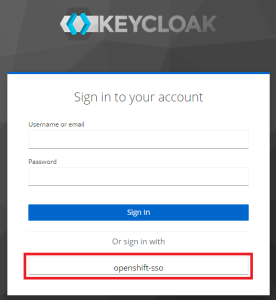 KEYCLOAK
Sign in to your account
Username or email
Password
Sign In
Or sign in with
openshift-sso